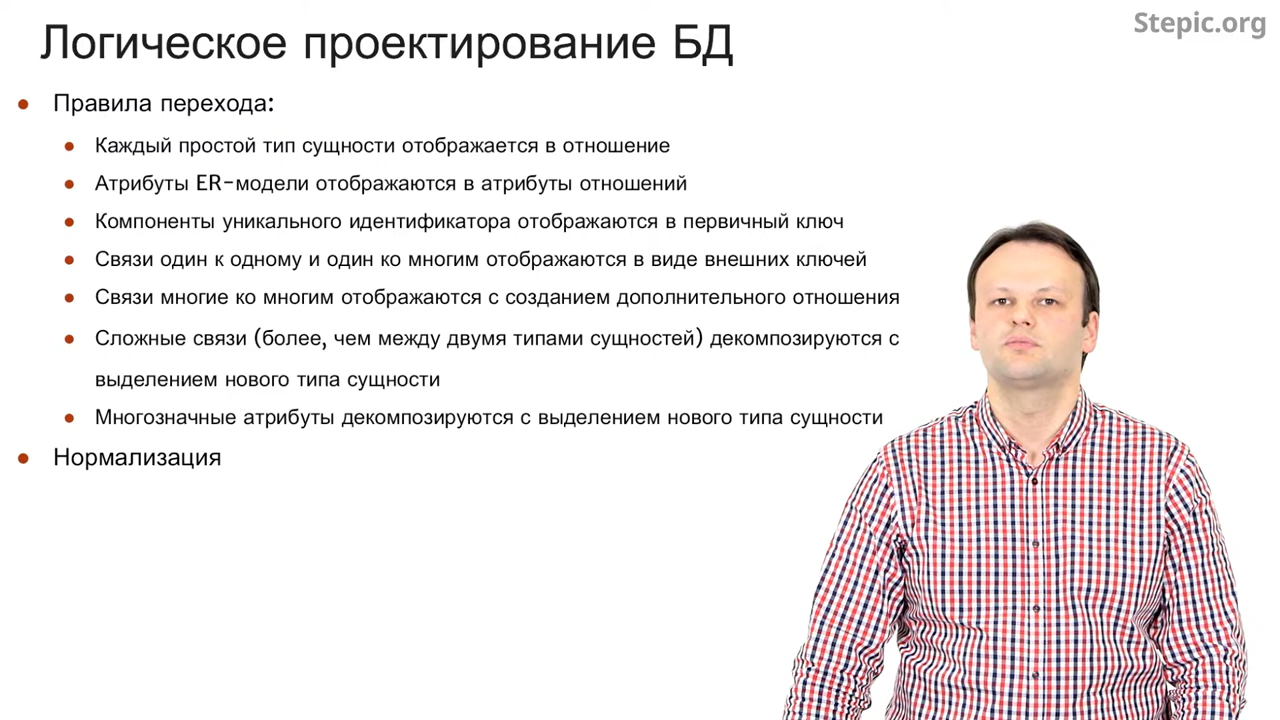 Stepic.org
Логическое проектирование БД
Правила перехода:
Каждый простой тип сущности отображается в отношение
Атрибуты ER-модели отображаются в атрибуты отношений
Компоненты уникального идентификатора отображаются в первичный ключ
Связи один к одному и один ко многим отображаются в виде внешних ключей
Связи многие ко многим отображаются с созданием дополнительного отношения
Сложные связи (более, чем между двумя типами сущностей) декомпозируются с
выделением нового типа сущности
Многозначные атрибуты декомпозируются с выделением нового типа сущности
Нормализация